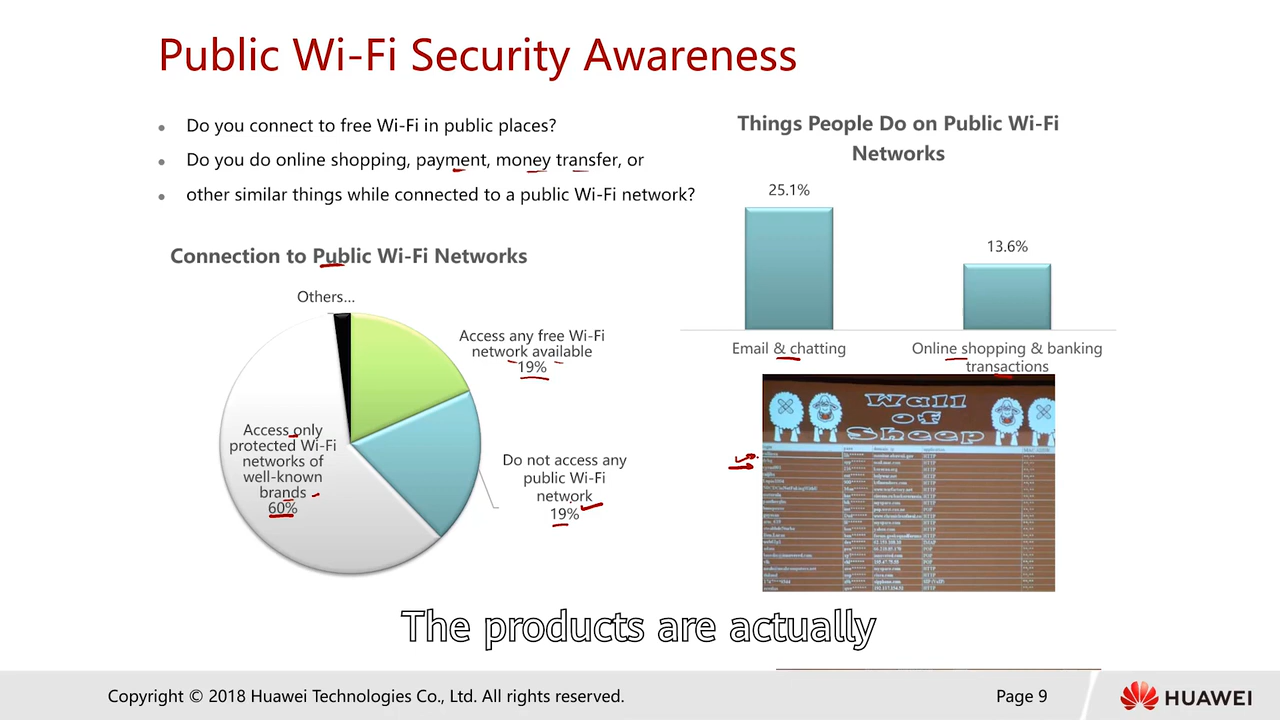 Public Wi-Fi Security Awareness
Do you connect to free Wi-Fi in public places?
Do you do online shopping, payment, money transfer, or
other similar things while connected to a public Wi-Fi network?
Connection to Public Wi-Fi Networks
Others...
Access any free Wi-Fi
network available
19%
Access only
protected Wi-Fi
networks of
well-known
brands
60%
Do not access any
public Wi-Fi
network
19%
Things People Do on Public Wi-Fi
Networks
25.1%
13.6%
Email & chatting
Online shopping & banking
transactions
Wall
of
Sheep
The products are actually
Copyright © 2018 Huawei Technologies Co., Ltd. All rights reserved.
Page 9
HUAWEI